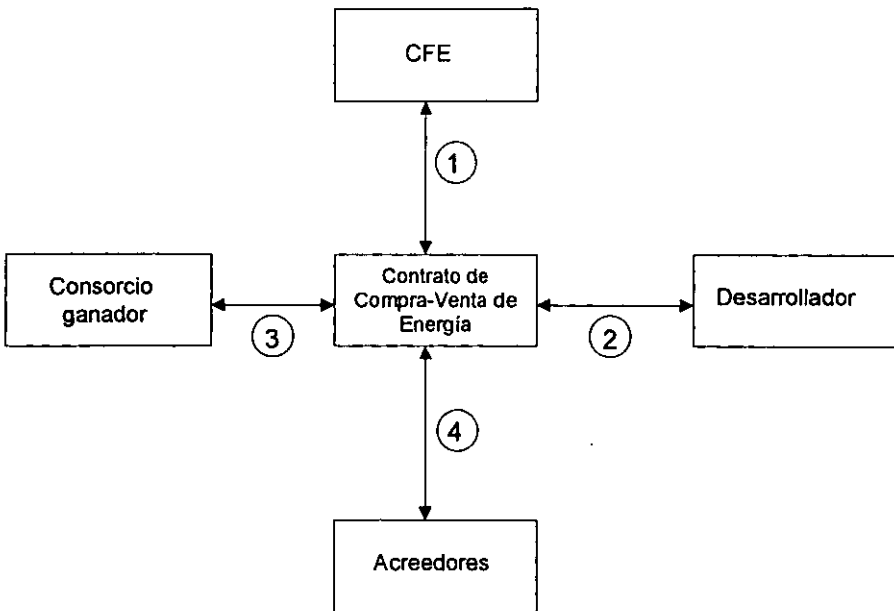 CFE
1
Consorcio
ganador
3
Contrato de
Compra-Venta de
Energía
2
Desarrollador
4
Acreedores